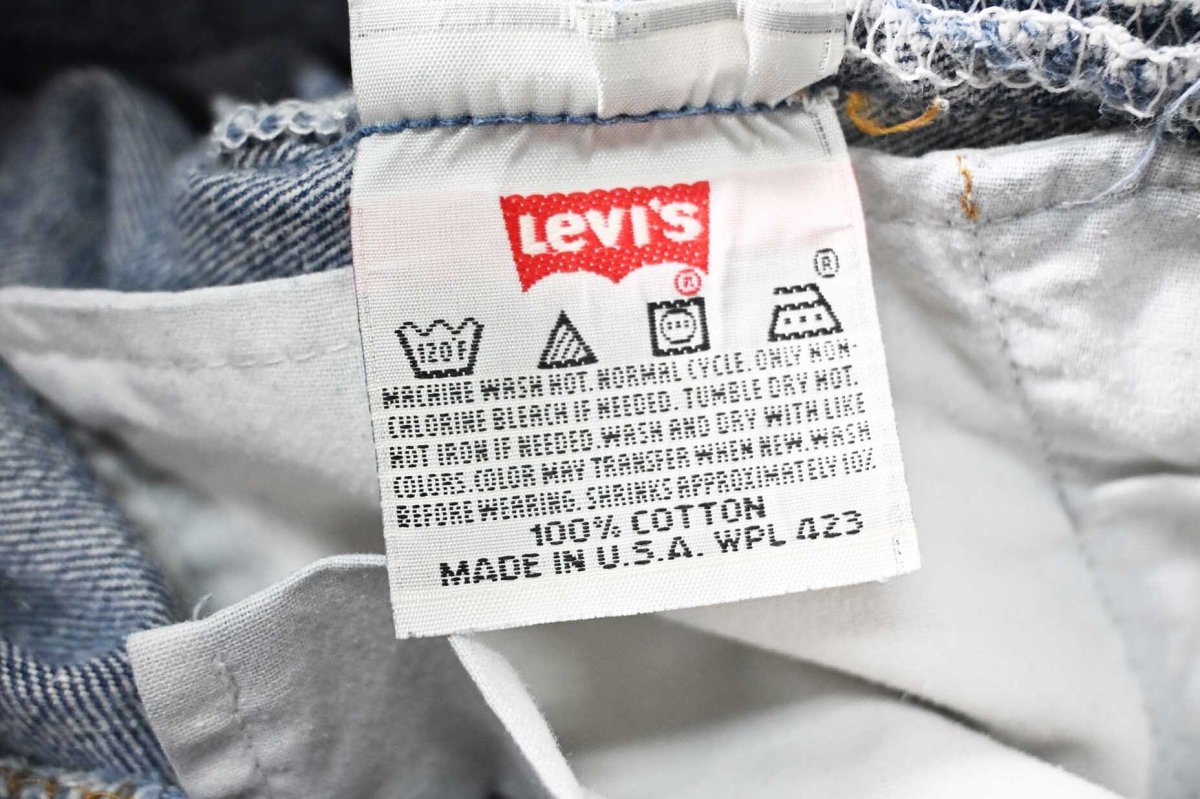 Levi's
®
®
120°F
MACHINE WASH HOT. NORMAL CYCLE. ONLY NON-
CHLORINE BLEACH IF NEEDED. TUMBLE DRY HOT.
HOT IRON IF NEEDED. WASH AND DRY WITH LIKE
COLORS. COLOR MAY TRANSFER WHEN NEW WASH
BEFORE WEARING. SHRINKS APPROXIMATELY 10%.
100% COTTON
MADE IN U.S.A. WPL 423